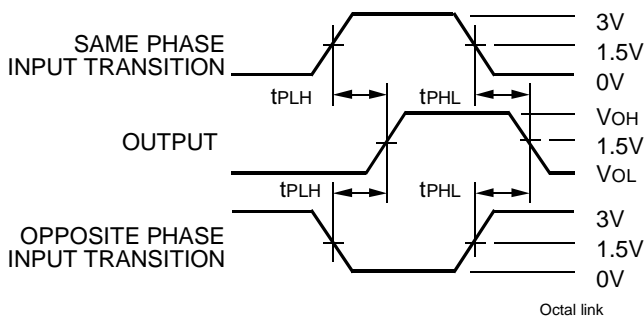 SAME PHASE
INPUT TRANSITION
3V
1.5V
0V
tPLH
tPHL
OUTPUT
VOH
1.5V
VOL
tPLH
tPHL
OPPOSITE PHASE
INPUT TRANSITION
3V
1.5V
0V
Octal link